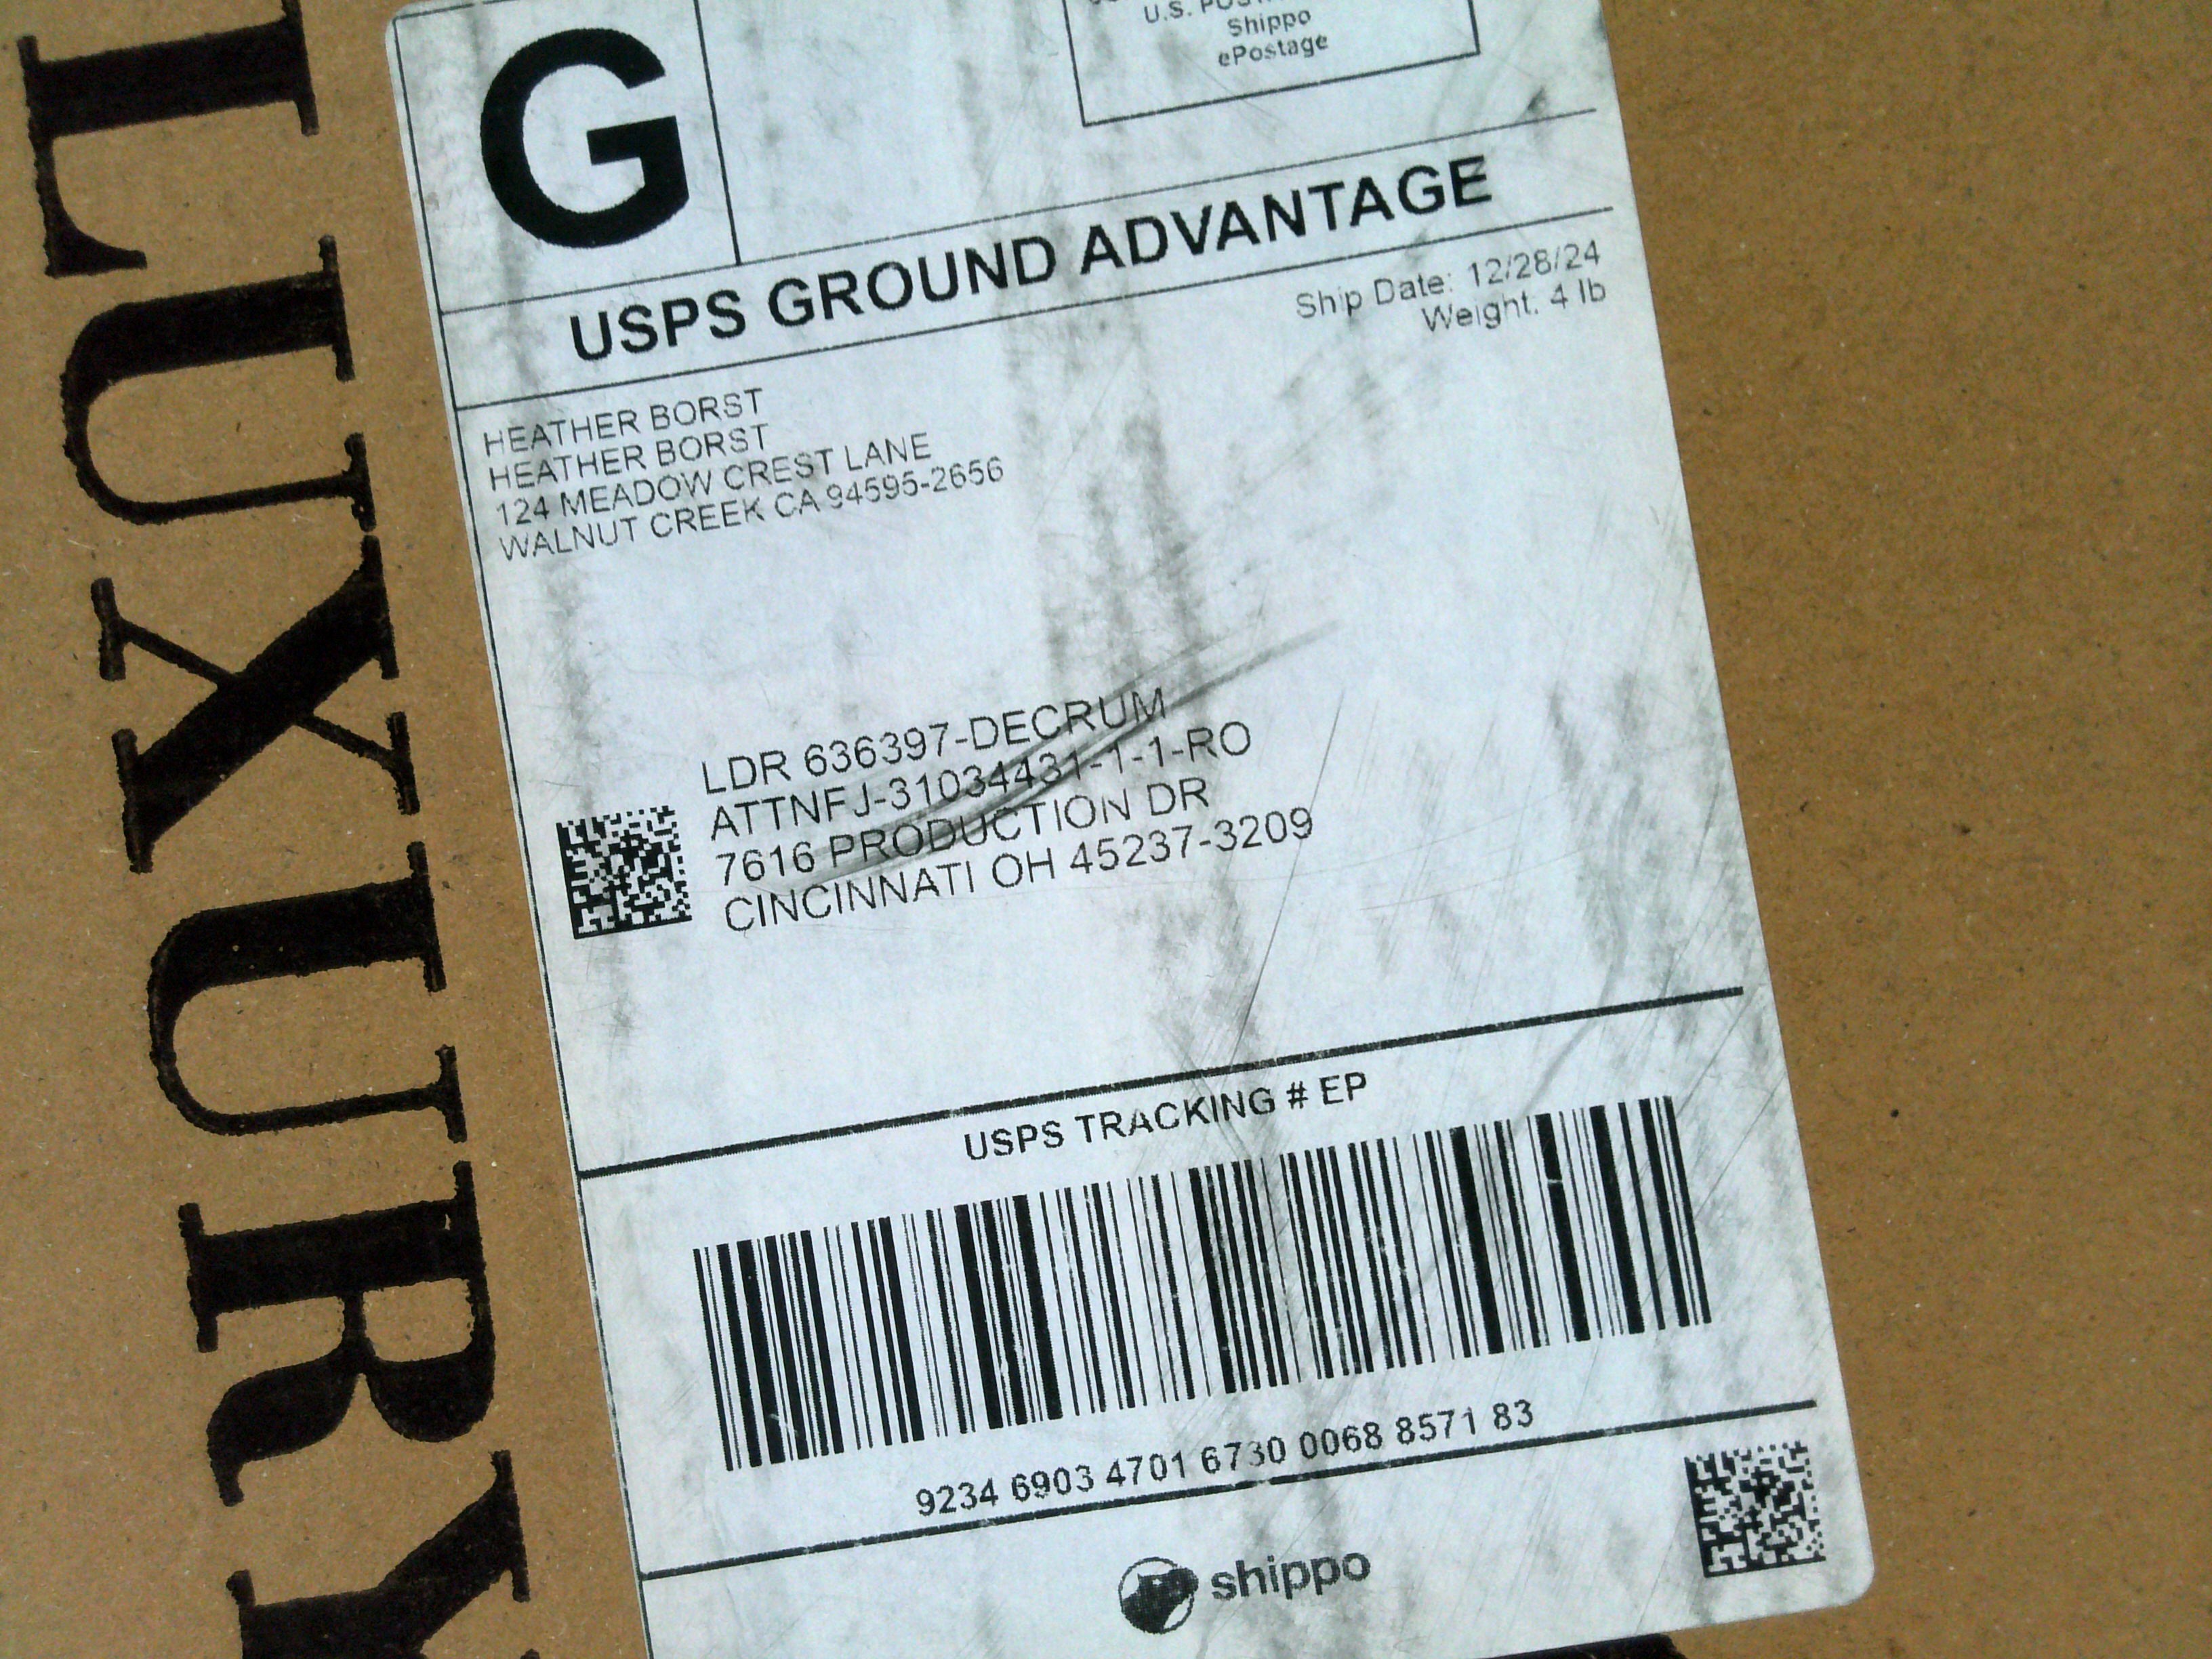 LUXURY
G
Shippo
ePostage
USPS GROUND ADVANTAGE
Ship Date: 12/28/24
Weight: 4 lb
HEATHER BORST
HEATHER BORST
124 MEADOW CREST LANE
WALNUT CREEK CA 94595-2656
LDR 636397-DECRUM
ATTNFJ-31034431-1-1-RO
7616 PRODUCTION DR
CINCINNATI OH 45237-3209
USPS TRACKING # EP
9234 6903 4701 6730 0068 8571 83
shippo